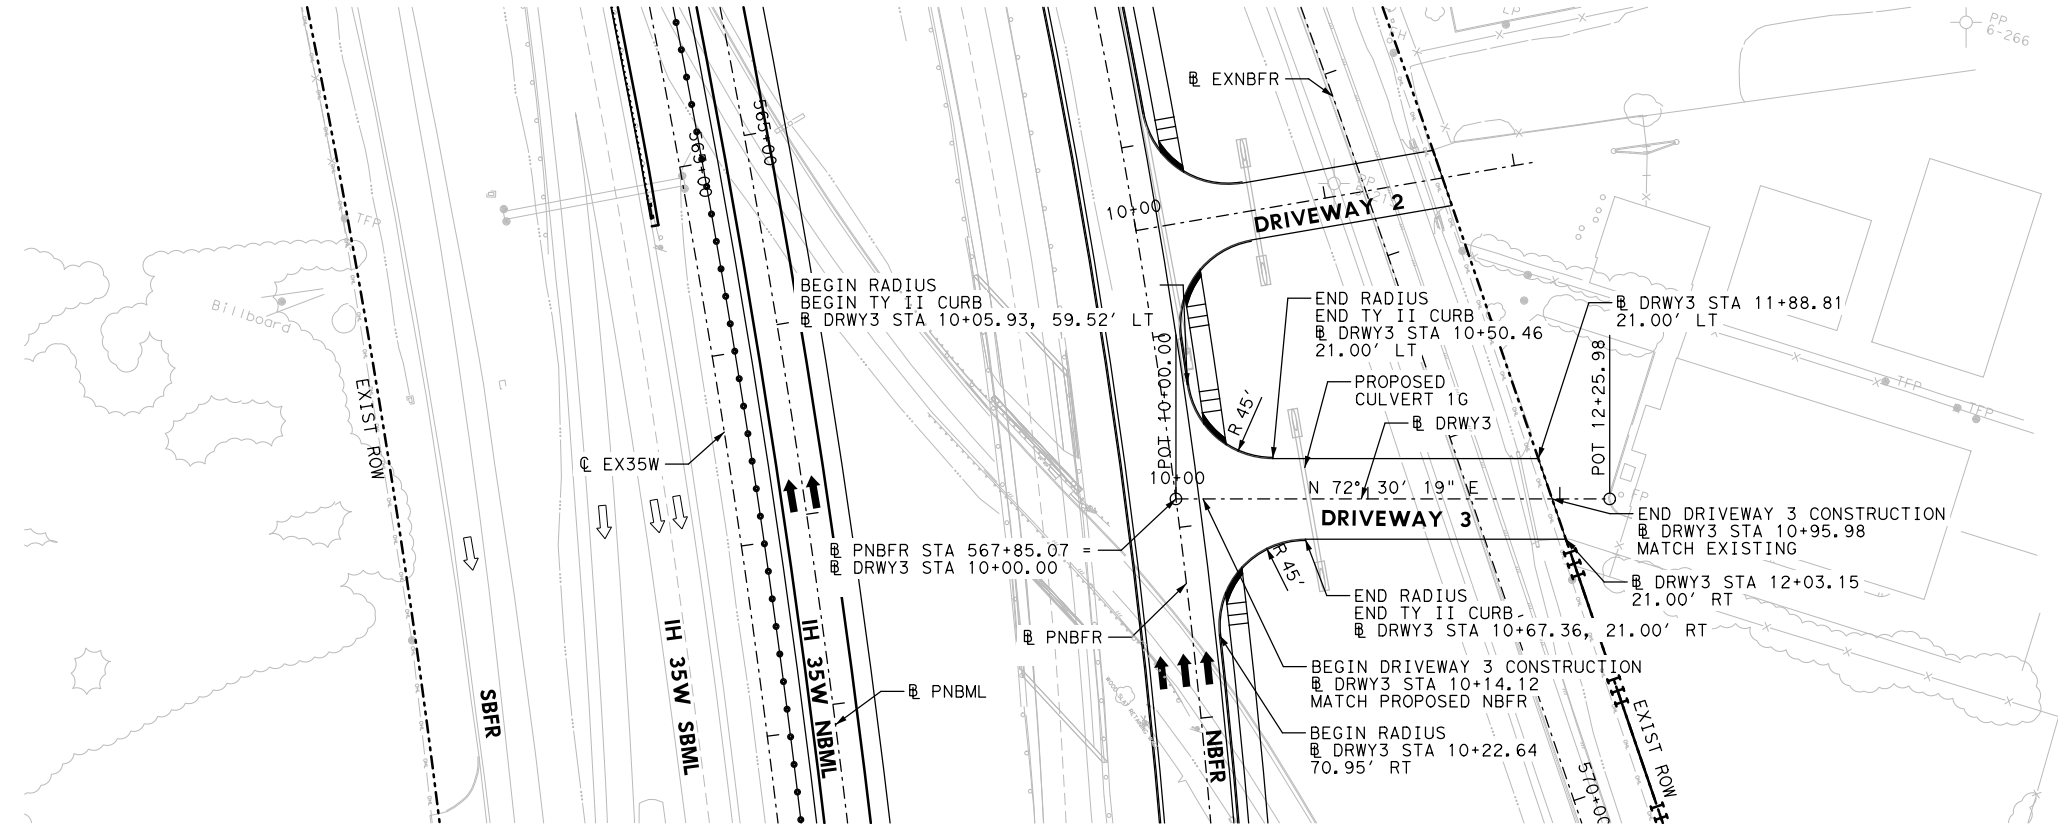 LP
PP
6-266
H
℄ EXNBFR
565+00
565+00
TFP
10+00
DRIVEWAY 2
Billboard
BEGIN RADIUS
BEGIN TY II CURB
℄ DRWY3 STA 10+05.93, 59.52' LT
END RADIUS
END TY II CURB
℄ DRWY3 STA 10+50.46
21.00' LT
℄ DRWY3 STA 11+88.81
21.00' LT
POT 10+00.00
POT 12+25.98
PROPOSED
CULVERT 1G
℄ DRWY3
R 45'
EXIST ROW
TFP
TFP
℄ EX35W
10+00
N 72° 30' 19" E
DRIVEWAY 3
FP
END DRIVEWAY 3 CONSTRUCTION
℄ DRWY3 STA 10+95.98
MATCH EXISTING
℄ PNBFR STA 567+85.07 =
℄ DRWY3 STA 10+00.00
R 45'
℄ DRWY3 STA 12+03.15
21.00' RT
END RADIUS
END TY II CURB
℄ DRWY3 STA 10+67.36, 21.00' RT
℄ PNBFR
BEGIN DRIVEWAY 3 CONSTRUCTION
℄ DRWY3 STA 10+14.12
MATCH PROPOSED NBFR
℄ PNBML
SBFR
IH 35W SBML
IH 35W NBML
NBFR
BEGIN RADIUS
℄ DRWY3 STA 10+22.64
70.95' RT
EXIST ROW
570+00